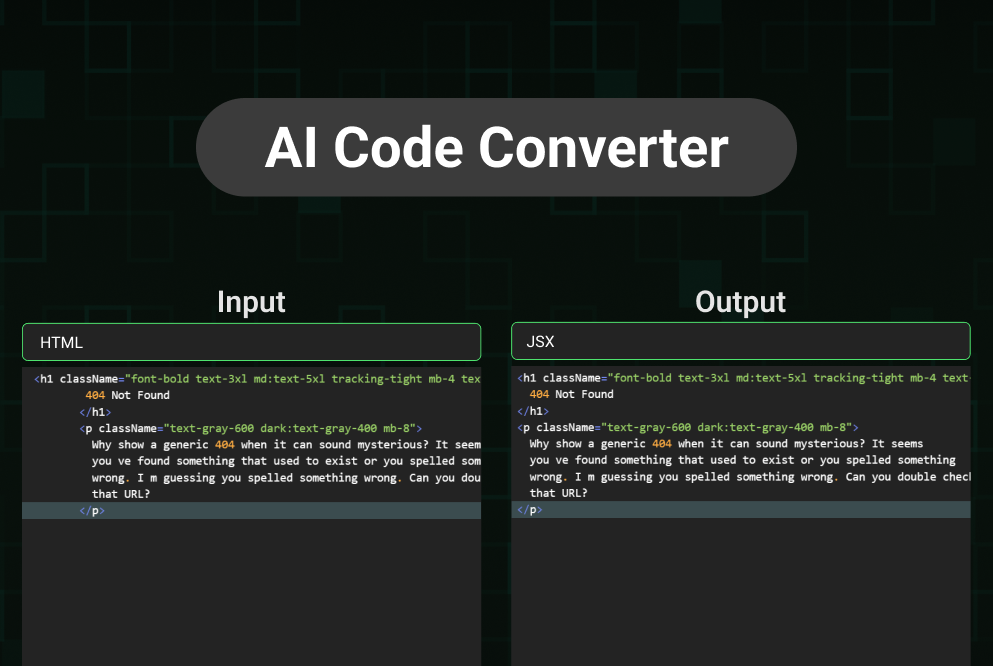 AI Code Converter
Input
HTML
<h1 className="font-bold text-3xl md:text-5xl tracking-tight mb-4 tex
404 Not Found
</h1>
<p className="text-gray-600 dark:text-gray-400 mb-8">
Why show a generic 404 when it can sound mysterious? It seem
you ve found something that used to exist or you spelled som
wrong. I m guessing you spelled something wrong. Can you dou
that URL?
</p>
Output
JSX
<h1 className="font-bold text-3xl md:text-5xl tracking-tight mb-4 text-
404 Not Found
</h1>
<p className="text-gray-600 dark:text-gray-400 mb-8">
Why show a generic 404 when it can sound mysterious? It seems
you ve found something that used to exist or you spelled something
wrong. I m guessing you spelled something wrong. Can you double chec
that URL?
</p>